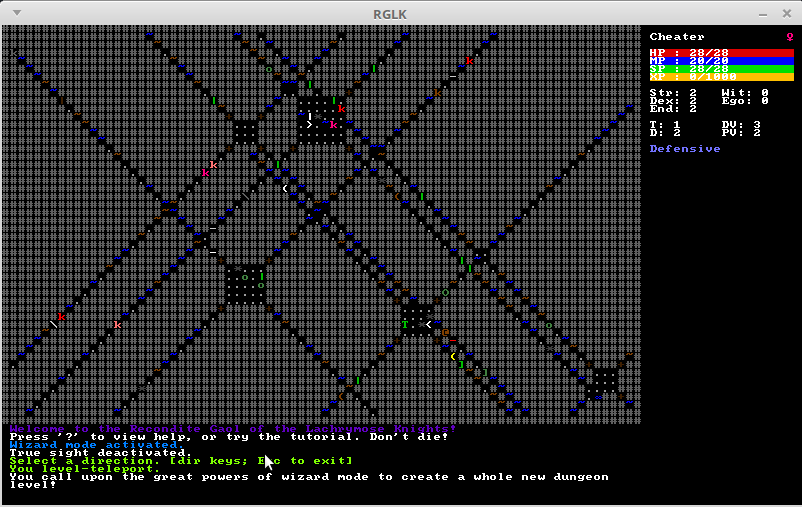 RGLK
Cheater ♀
HP : 28/28
MP : 20/20
SP : 28/28
XP : 0/1000
Str: 2 Wit: 0
Dex: 2 Ego: 0
End: 2
T: 1 DV: 3
D: 2 PV: 2
Defensive
Welcome to the Recondite Gaol of the Lachrymose Knights!
Press '?' to view help, or try the tutorial. Don't die!
Wizard mode activated.
True sight deactivated.
Select a direction. [dir keys; to exit]
You level-teleport.
You call upon the great powers of wizard mode to create a whole new dungeon
level!